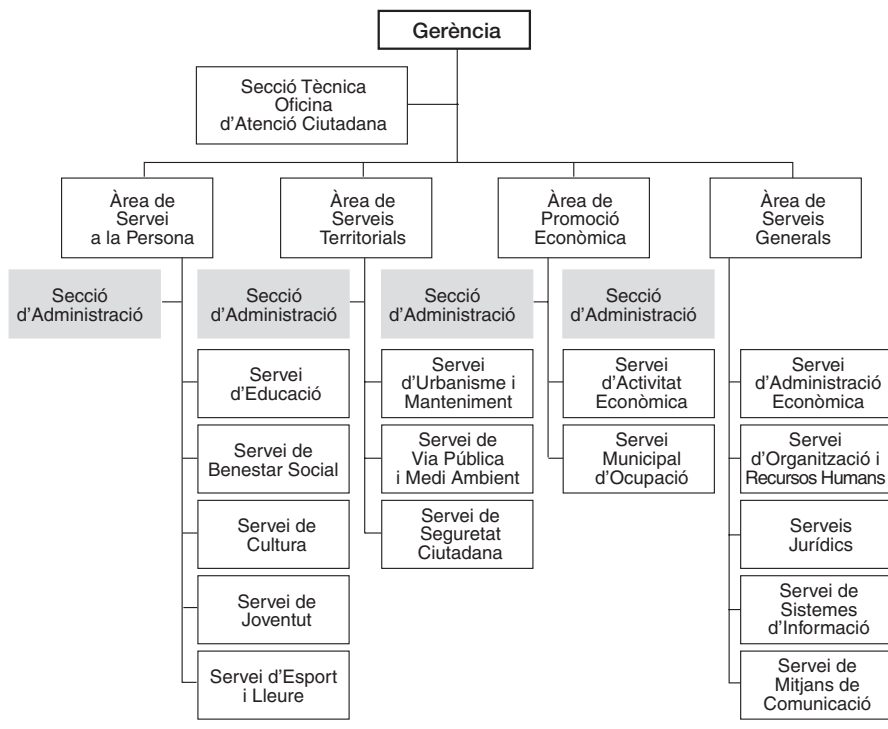 Gerència
Secció Tècnica
Oficina
d'Atenció Ciutadana
Àrea de
Servei
a la Persona
Àrea de
Serveis
Territorials
Àrea de
Promoció
Econòmica
Àrea de
Serveis
Generals
Secció
d'Administració
Secció
d'Administració
Secció
d'Administració
Secció
d'Administració
Servei
d'Educació
Servei de
Benestar Social
Servei de
Cultura
Servei de
Joventut
Servei d'Esport
i Lleure
Servei
d'Urbanisme i
Manteniment
Servei de
Via Pública
i Medi Ambient
Servei de
Seguretat
Ciutadana
Servei
d'Activitat
Econòmica
Servei
Municipal
d'Ocupació
Servei
d'Administració
Econòmica
Servei
d'Organització i
Recursos Humans
Serveis
Jurídics
Servei de
Sistemes
d'Informació
Servei de
Mitjans de
Comunicació